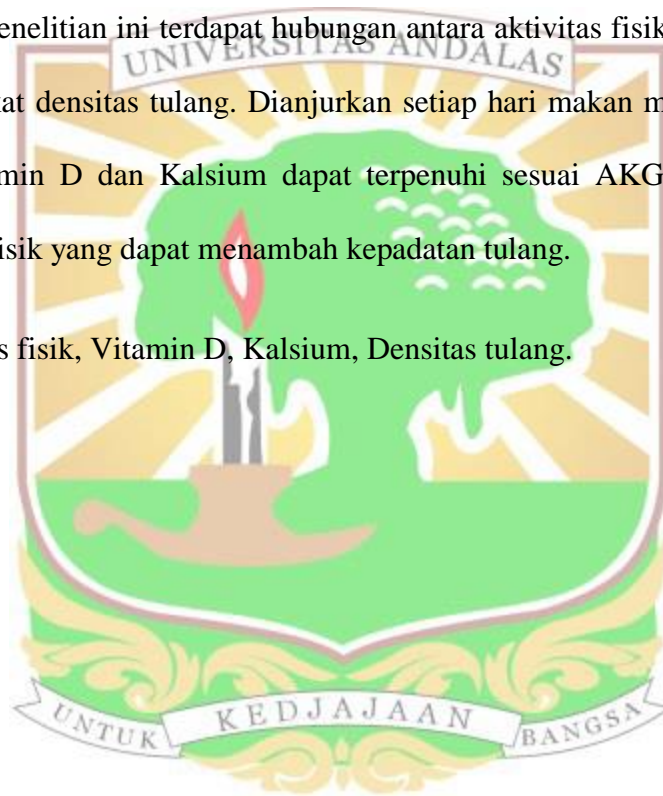 enelitian ini terdapat hubungan antara aktivitas fisik
UNIVERSITAS ANDALAS
kat densitas tulang. Dianjurkan setiap hari makan m
min D dan Kalsium dapat terpenuhi sesuai AKG
isik yang dapat menambah kepadatan tulang.
s fisik, Vitamin D, Kalsium, Densitas tulang.
UNTUK KEDJAJAAN BANGSA